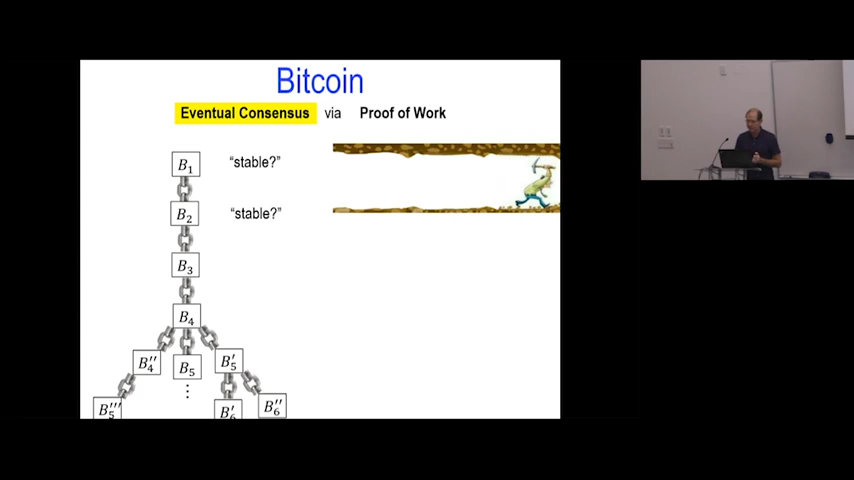 Bitcoin
Eventual Consensus via Proof of Work
B₁ "stable?"
B₂ "stable?"
B₃
B₄
B₄'' B₅ B₅'
⋮
B₅''' B₆' B₆''